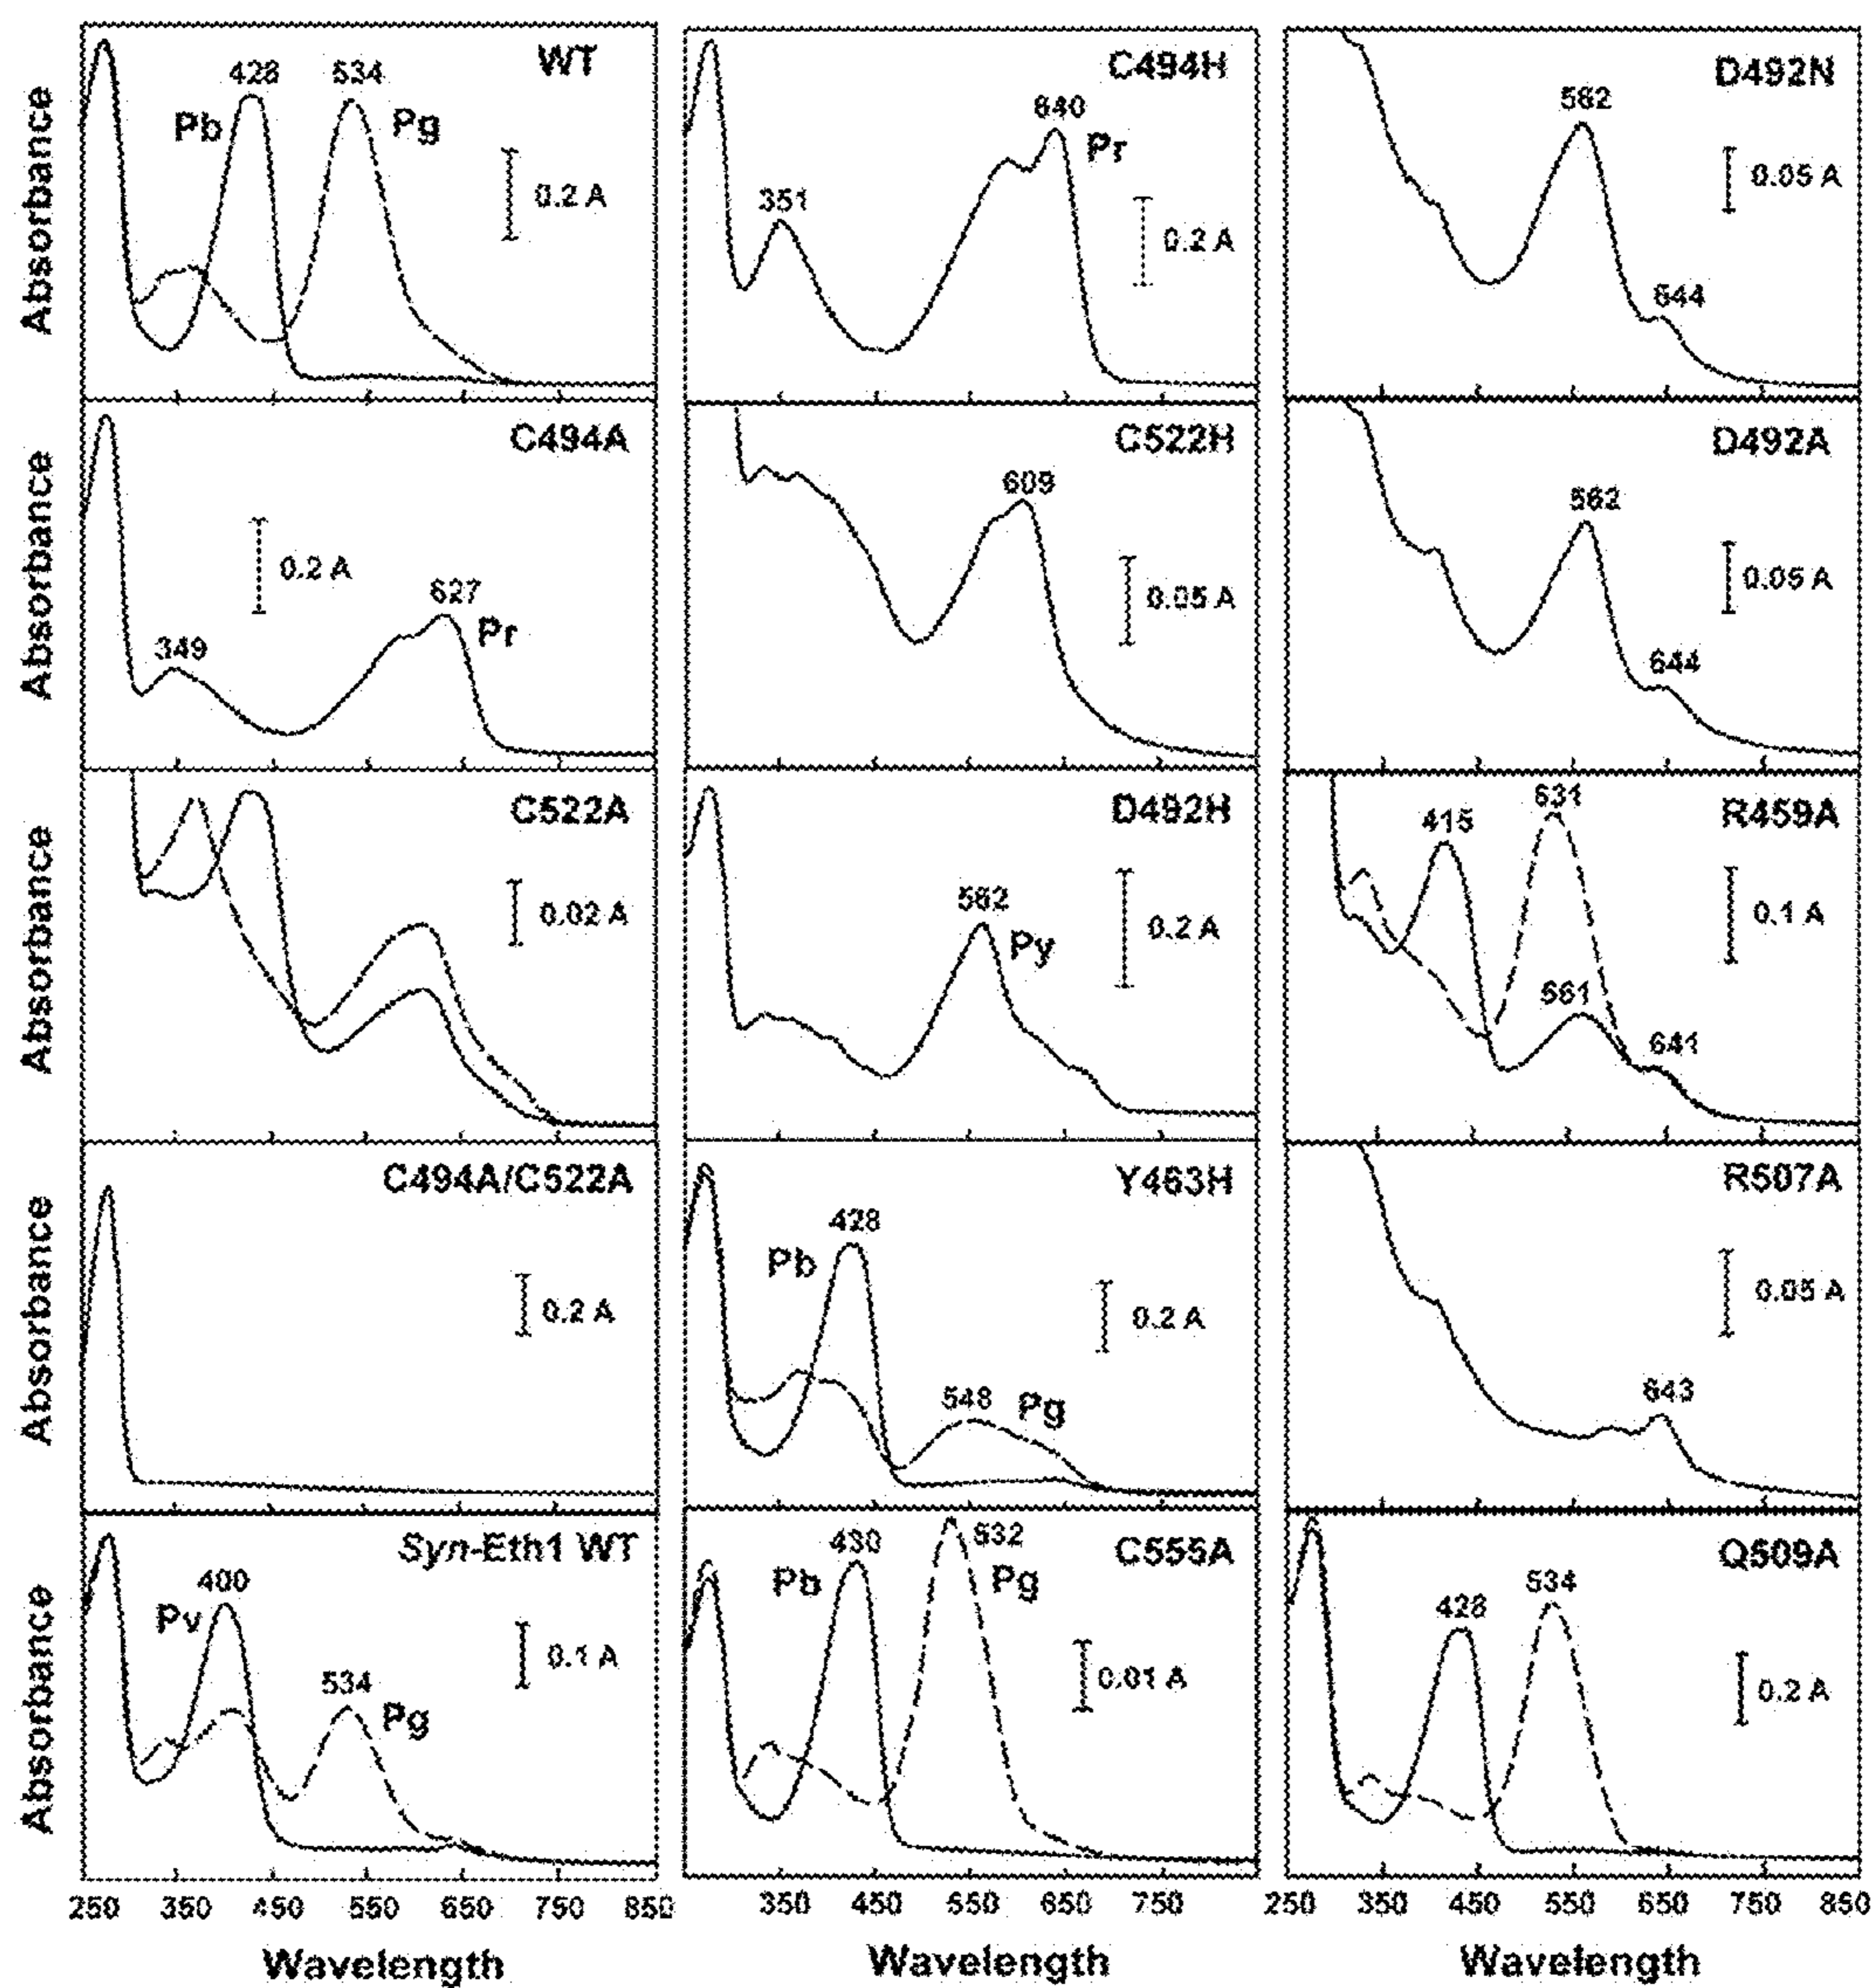 Absorbance
WT
428
534
Pb
Pg
0.2 A
C494H
640
Pr
351
0.2 A
D492N
562
0.05 A
644
Absorbance
C494A
0.2 A
627
Pr
349
C522H
609
0.05 A
D492A
562
0.05 A
644
Absorbance
C522A
0.02 A
D492H
562
Py
0.2 A
R459A
531
415
0.1 A
561
641
Absorbance
C494A/C522A
0.2 A
Y463H
428
Pb
0.2 A
548
Pg
R507A
0.05 A
643
Absorbance
Syn-Eth1 WT
400
Pv
0.1 A
534
Pg
C555A
430
532
Pb
Pg
0.01 A
Q509A
534
428
0.2 A
250 350 450 550 650 750 850
350 450 550 650 750
250 350 450 550 650 750 850
Wavelength
Wavelength
Wavelength